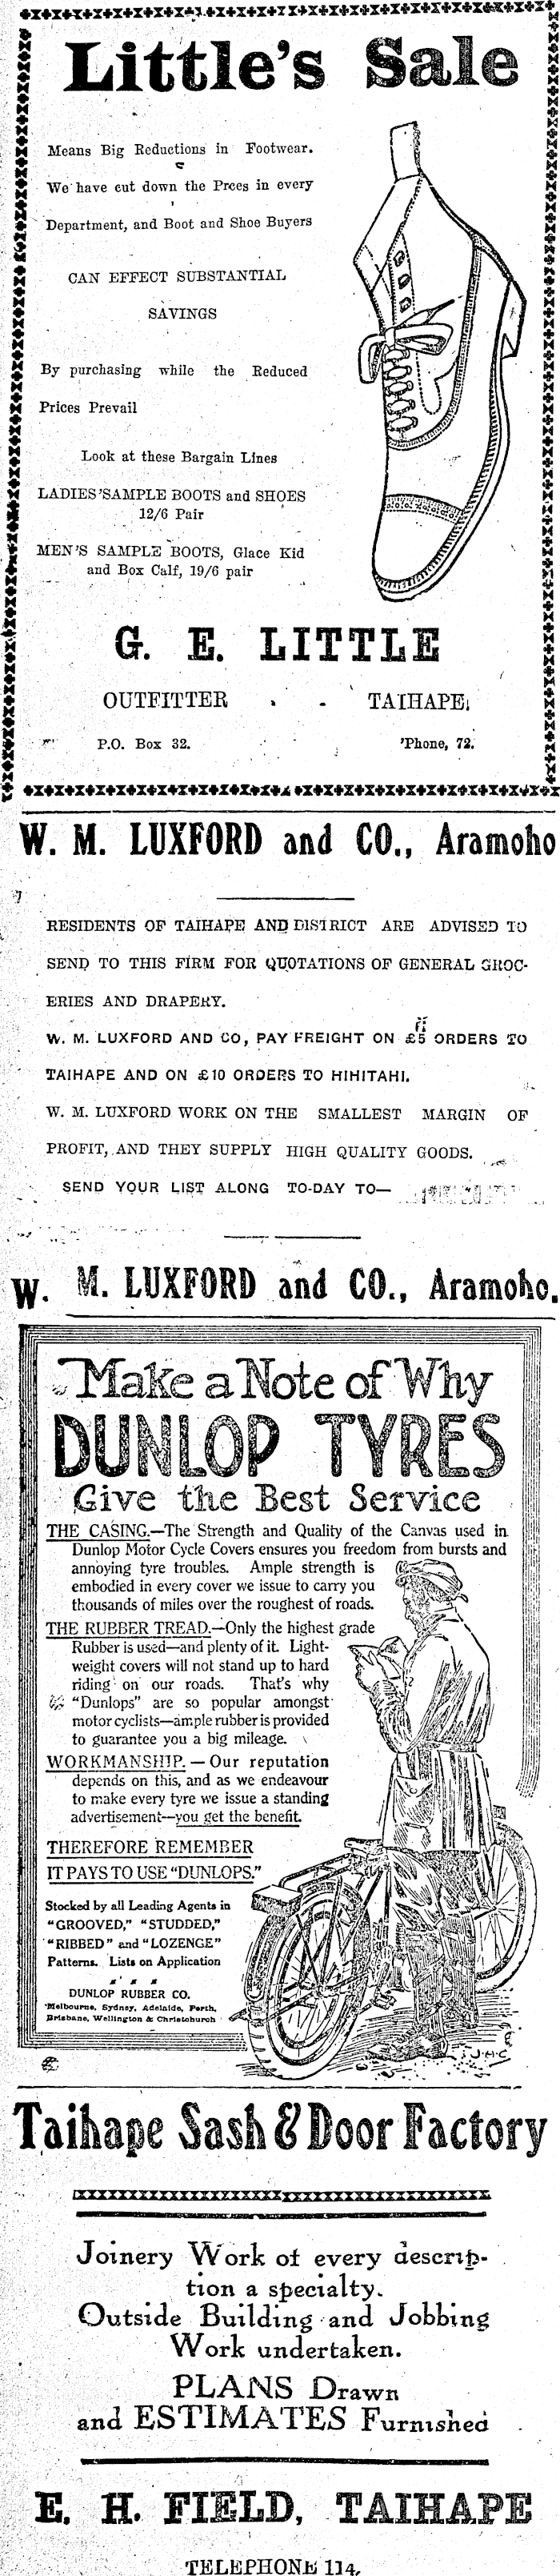 Little's Sale
Means Big Reductions in Footwear.
We have cut down the Prces in every
Department, and Boot and Shoe Buyers
CAN EFFECT SUBSTANTIAL
SAVINGS
By purchasing while the Reduced
Prices Prevail
Look at these Bargain Lines
LADIES 'SAMPLE BOOTS and SHOES
12/6 Pair
MEN'S SAMPLE BOOTS, Glace Kid
and Box Calf, 19/6 pair
G. E. LITTLE
OUTFITTER - - TAIHAPE,
P.O. Box 32. 'Phone, 72.
W. M. LUXFORD and CO., Aramoho
RESIDENTS OF TAIHAPE AND DISTRICT ARE ADVISED TO
SEND TO THIS FIRM FOR QUOTATIONS OF GENERAL GROC-
ERIES AND DRAPERY.
W. M. LUXFORD AND CO, PAY FREIGHT ON £5 ORDERS TO
TAIHAPE AND ON £10 ORDERS TO HIHITAHI.
W. M. LUXFORD WORK ON THE SMALLEST MARGIN OF
PROFIT, AND THEY SUPPLY HIGH QUALITY GOODS.
SEND YOUR LIST ALONG TO-DAY TO—
W. M. LUXFORD and CO., Aramoho.
Make a Note of Why
DUNLOP TYRES
Give the Best Service
THE CASING.—The Strength and Quality of the Canvas used in
Dunlop Motor Cycle Covers ensures you freedom from bursts and
annoying tyre troubles. Ample strength is
embodied in every cover we issue to carry you
thousands of miles over the roughest of roads.
THE RUBBER TREAD.—Only the highest grade
Rubber is used—and plenty of it. Light-
weight covers will not stand up to hard
riding on our roads. That's why
"Dunlops" are so popular amongst
motor cyclists—ample rubber is provided
to guarantee you a big mileage.
WORKMANSHIP.—Our reputation
depends on this, and as we endeavour
to make every tyre we issue a standing
advertisement—you get the benefit.
THEREFORE REMEMBER
IT PAYS TO USE "DUNLOPS."
Stocked by all Leading Agents in
"GROOVED," "STUDDED,"
"RIBBED" and "LOZENGE"
Patterns. Lists on Application
DUNLOP RUBBER CO.
Melbourne, Sydney, Adelaide, Perth,
Brisbane, Wellington & Christchurch
J.H.C
Taihape Sash & Door Factory
Joinery Work of every descrip-
tion a specialty.
Outside Building and Jobbing
Work undertaken.
PLANS Drawn
and ESTIMATES Furnished
E. H. FIELD, TAIHAPE
TELEPHONE 114,